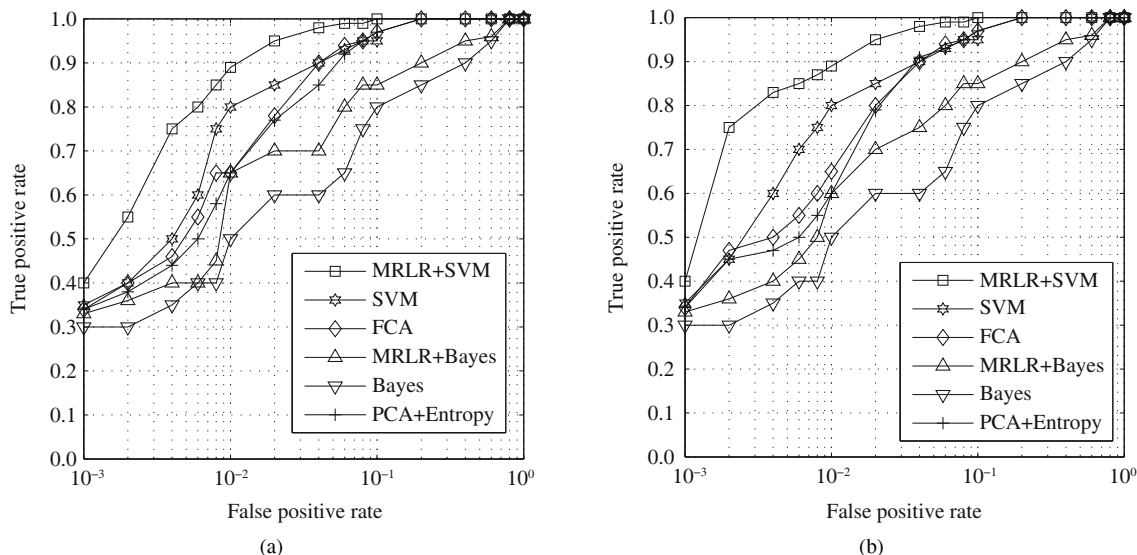 1.0
0.9
0.8
0.7
0.6
0.5
0.4
0.3
0.2
0.1
0.0
True positive rate
MRLR+SVM
SVM
FCA
MRLR+Bayes
Bayes
PCA+Entropy
10⁻³ 10⁻² 10⁻¹ 10⁰
False positive rate
(a)
1.0
0.9
0.8
0.7
0.6
0.5
0.4
0.3
0.2
0.1
0.0
True positive rate
MRLR+SVM
SVM
FCA
MRLR+Bayes
Bayes
PCA+Entropy
10⁻³ 10⁻² 10⁻¹ 10⁰
False positive rate
(b)